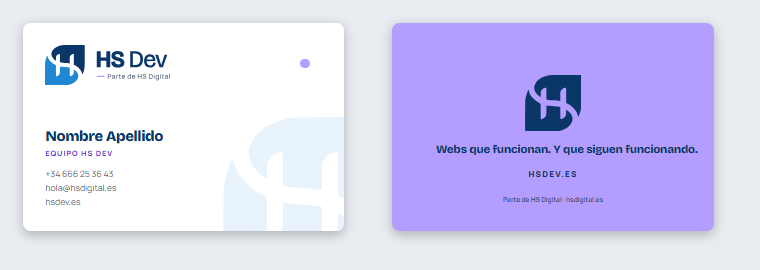 HS Dev
— Parte de HS Digital
Nombre Apellido
EQUIPO HS DEV
+34 666 25 36 43
hola@hsdigital.es
hsdev.es
H
Webs que funcionan. Y que siguen funcionando.
HSDEV.ES
Parte de HS Digital · hsdigital.es